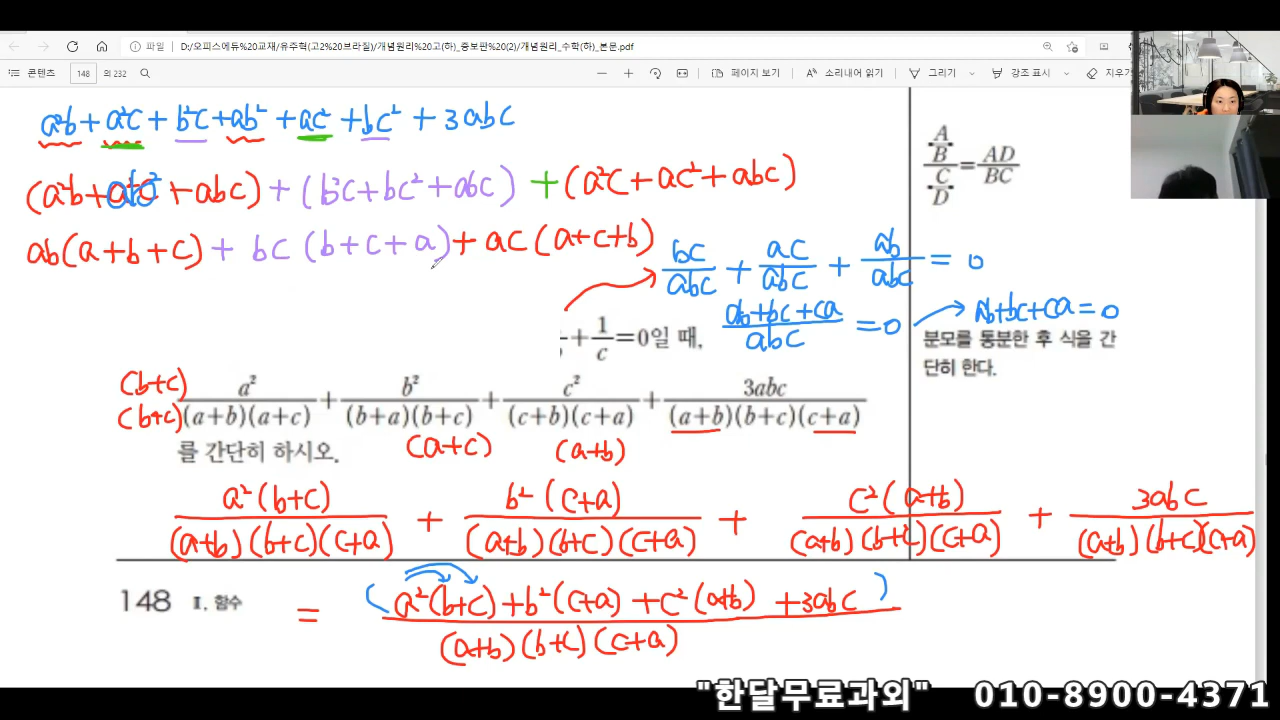 파일 D:/오피스에듀%20교재/유주혁(고2%20브라질)/개념원리%20고(하)_증보판%20(2)/개념원리_수학(하)_본문.pdf
콘텐츠 148 의 232 페이지 보기 소리내어 읽기 그리기 강조 표시 지우기
a²b + a²c + b²c + ab² + ac² + bc² + 3abc
(a²b + ab² + abc) + (b²c + bc² + abc) + (a²c + ac² + abc)
ab(a+b+c) + bc(b+c+a) + ac(a+c+b)
A/B / C/D = AD/BC
bc/abc + ac/abc + ab/abc = 0
ab+bc+ca/abc = 0 → ab+bc+ca=0
+ 1/c = 0일 때,
분모를 통분한 후 식을 간
단히 한다.
(b+c) a²/(a+b)(a+c) + b²/(b+a)(b+c) + c²/(c+b)(c+a) + 3abc/(a+b)(b+c)(c+a)
(b+c) (a+c) (a+b)
를 간단히 하시오.
a²(b+c)/(a+b)(b+c)(c+a) + b²(c+a)/(a+b)(b+c)(c+a) + c²(a+b)/(a+b)(b+c)(c+a) + 3abc/(a+b)(b+c)(c+a)
148 Ⅱ. 함수
= (a²(b+c)+b²(c+a)+c²(a+b)+3abc)/(a+b)(b+c)(c+a)
"한달무료과외" 010-8900-4371